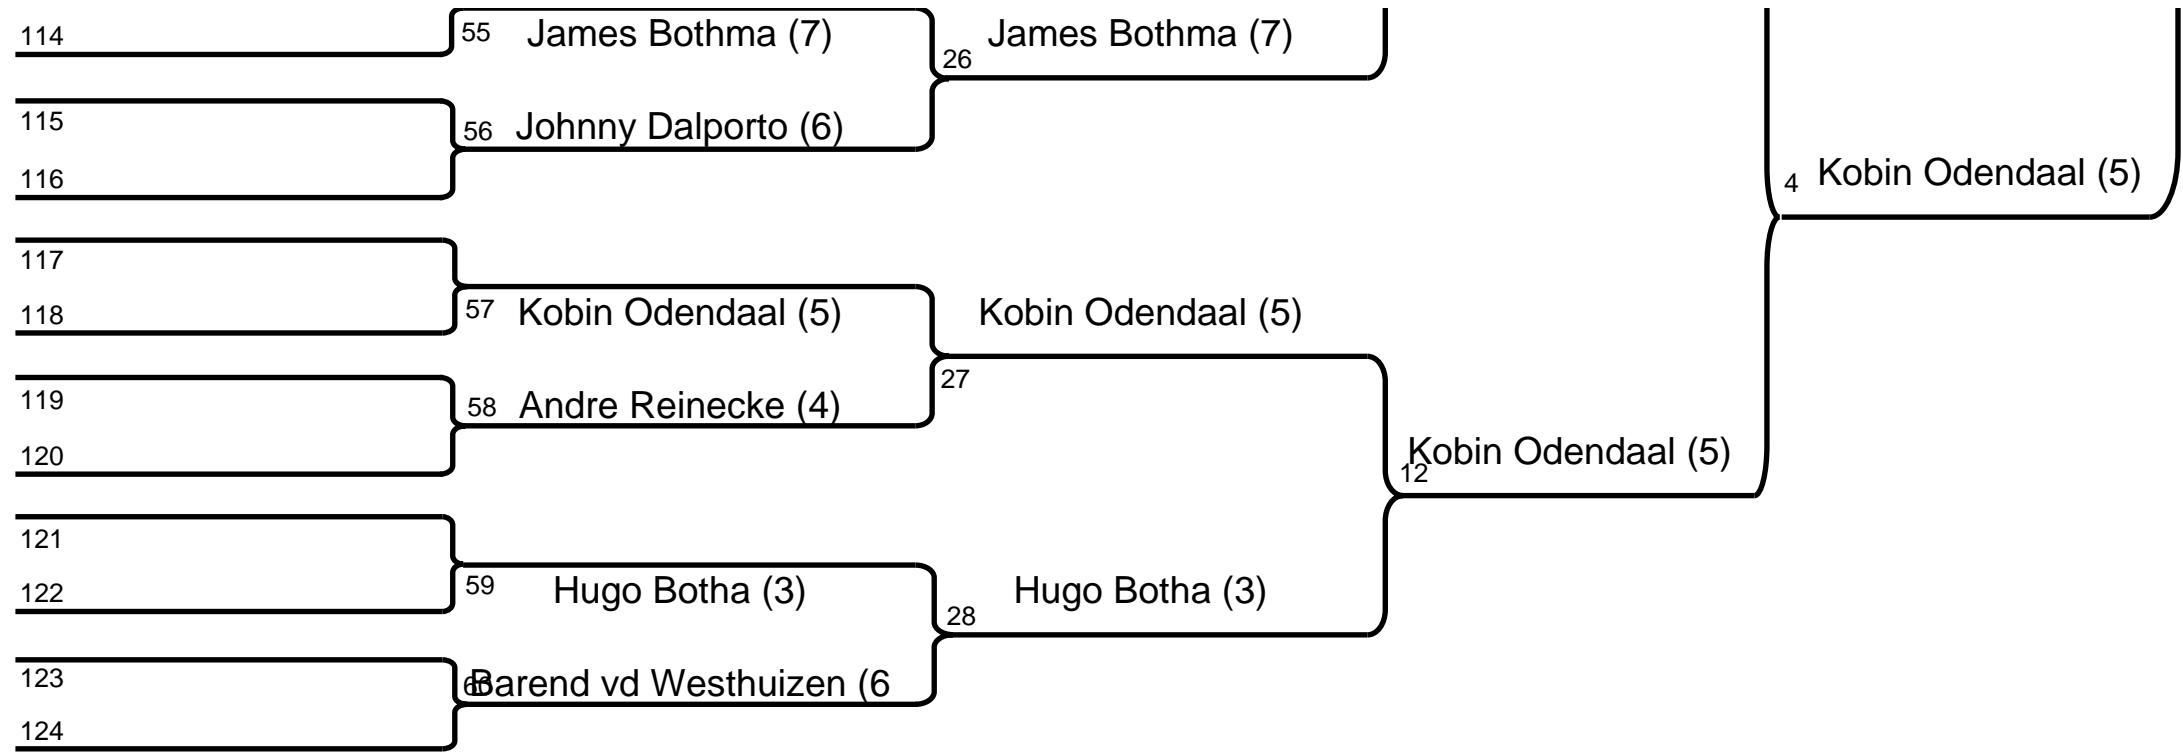 114
55 James Bothma (7)
James Bothma (7)
26
115
56 Johnny Dalporto (6)
116
4 Kobin Odendaal (5)
117
118
57 Kobin Odendaal (5)
Kobin Odendaal (5)
27
119
58 Andre Reinecke (4)
120
Kobin Odendaal (5)
12
121
122
59 Hugo Botha (3)
Hugo Botha (3)
28
123
Barend vd Westhuizen (6
124